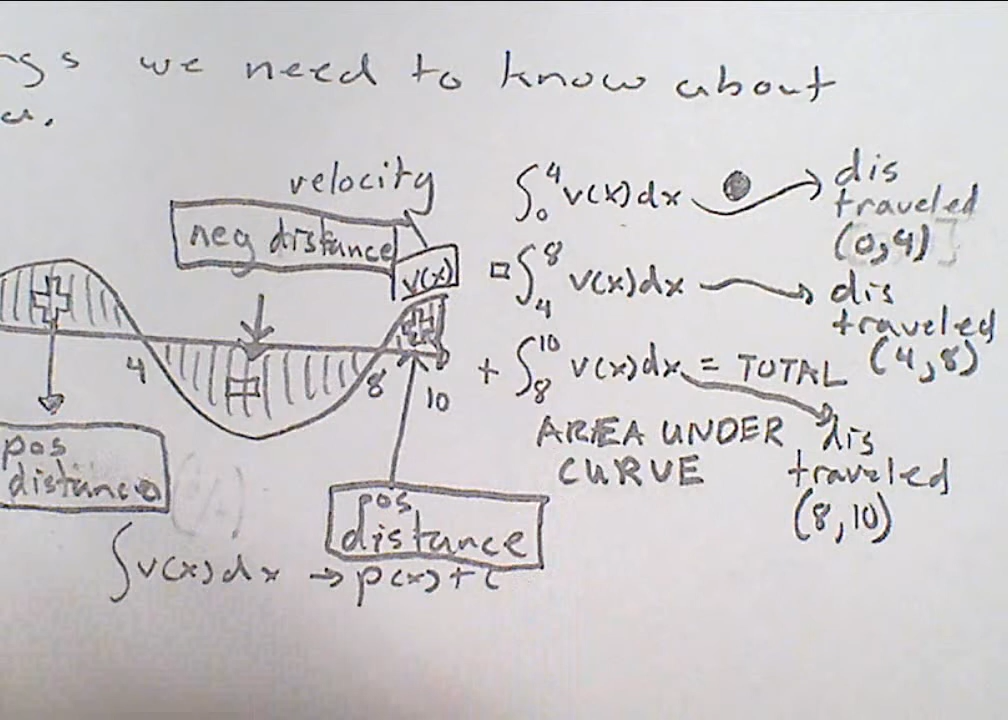 ngs we need to know about
a.
velocity
neg distance
v(x)
4
8
10
pos
distance
pos
distance
∫v(x)dx → p(x)+c
∫₀⁴ v(x)dx
dis
traveled
(0,4)
-∫₄⁸ v(x)dx
dis
traveled
(4,8)
+ ∫₈¹⁰ v(x)dx = TOTAL
AREA UNDER
CURVE
dis
traveled
(8,10)